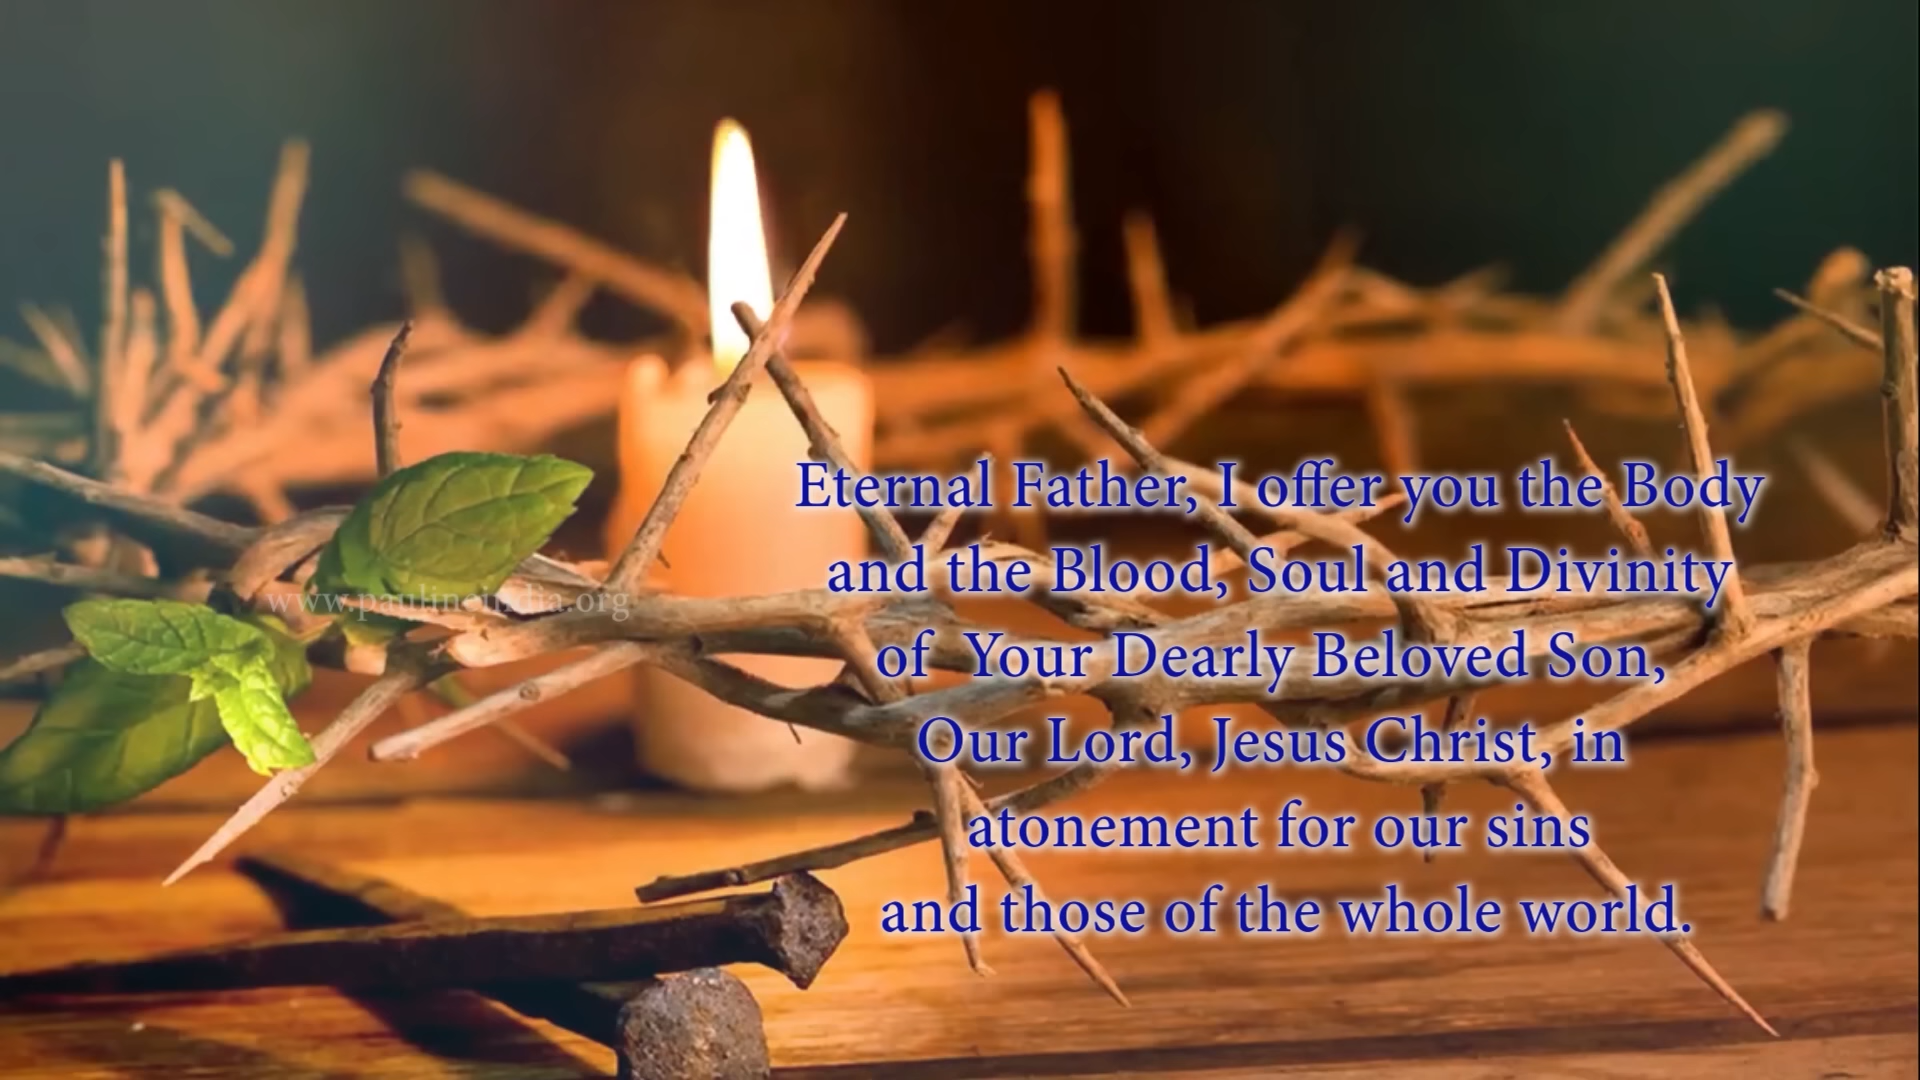 Eternal Father, I offer you the Body
and the Blood, Soul and Divinity
of Your Dearly Beloved Son,
Our Lord, Jesus Christ, in
atonement for our sins
and those of the whole world.
www.paulineindia.org